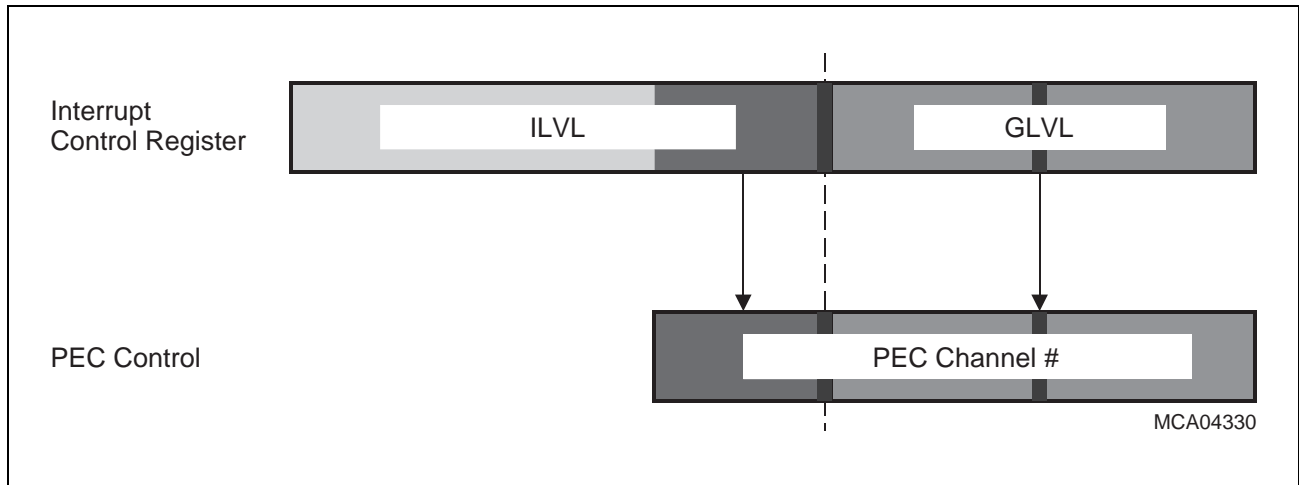 Interrupt
Control Register
ILVL
GLVL
PEC Control
PEC Channel #
MCA04330